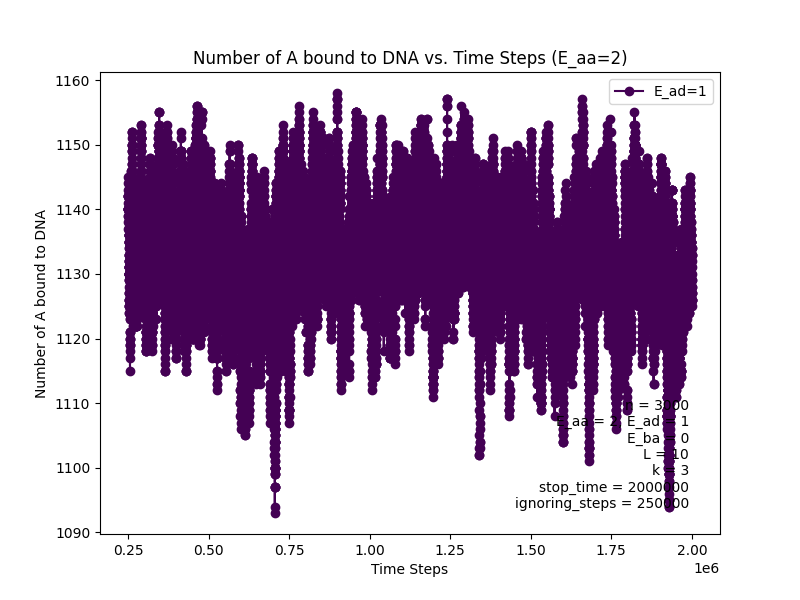 Number of A bound to DNA vs. Time Steps (E_aa=2)
E_ad=1
Number of A bound to DNA
1160
1150
1140
1130
1120
1110
1100
1090
n = 3000
E_aa = 2, E_ad = 1
E_ba = 0
L = 10
k = 3
stop_time = 2000000
ignoring_steps = 250000
0.25 0.50 0.75 1.00 1.25 1.50 1.75 2.00
1e6
Time Steps